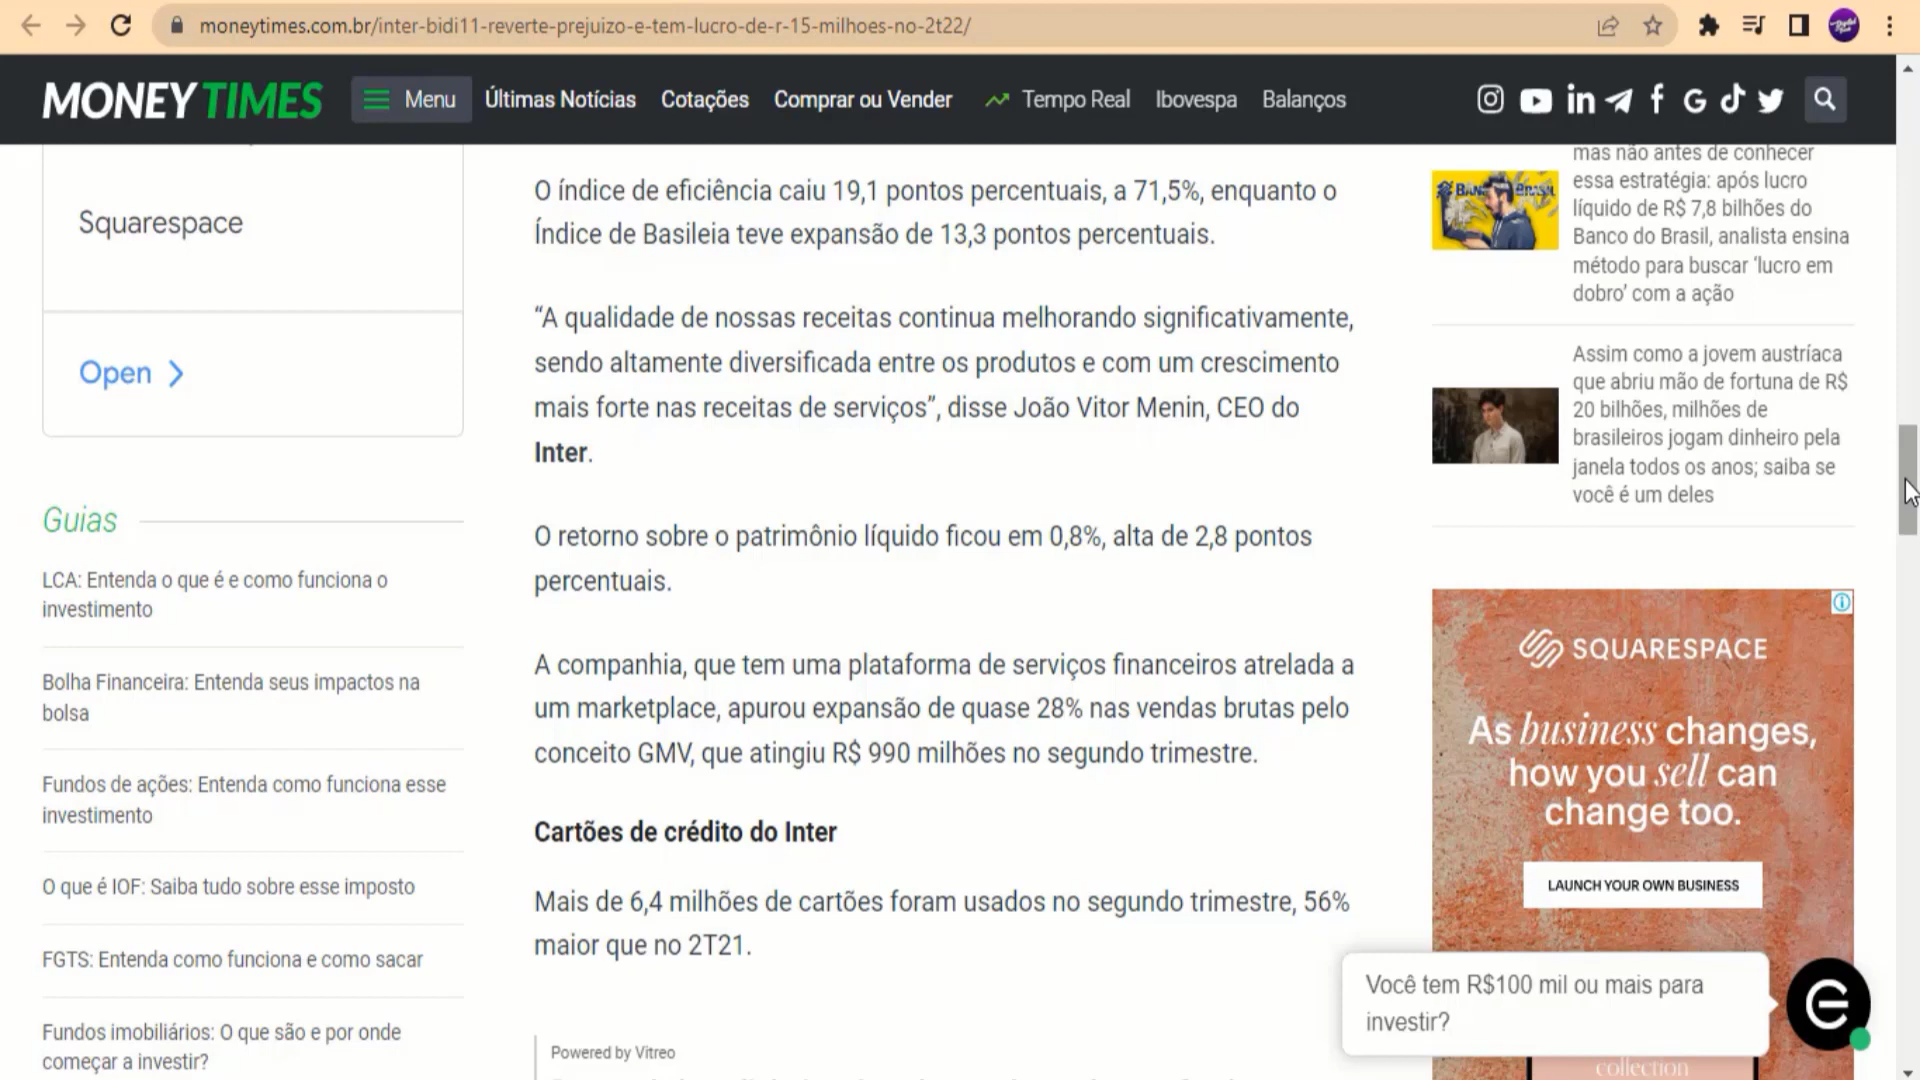 moneytimes.com.br/inter-bidi11-reverte-prejuizo-e-tem-lucro-de-r-15-milhoes-no-2t22/
MONEY TIMES
Menu
Últimas Notícias
Cotações
Comprar ou Vender
Tempo Real
Ibovespa
Balanços
Squarespace
Open
Guias
LCA: Entenda o que é e como funciona o
investimento
Bolha Financeira: Entenda seus impactos na
bolsa
Fundos de ações: Entenda como funciona esse
investimento
O que é IOF: Saiba tudo sobre esse imposto
FGTS: Entenda como funciona e como sacar
Fundos imobiliários: O que são e por onde
começar a investir?
O índice de eficiência caiu 19,1 pontos percentuais, a 71,5%, enquanto o
Índice de Basileia teve expansão de 13,3 pontos percentuais.
“A qualidade de nossas receitas continua melhorando significativamente,
sendo altamente diversificada entre os produtos e com um crescimento
mais forte nas receitas de serviços”, disse João Vitor Menin, CEO do
Inter.
O retorno sobre o patrimônio líquido ficou em 0,8%, alta de 2,8 pontos
percentuais.
A companhia, que tem uma plataforma de serviços financeiros atrelada a
um marketplace, apurou expansão de quase 28% nas vendas brutas pelo
conceito GMV, que atingiu R$ 990 milhões no segundo trimestre.
Cartões de crédito do Inter
Mais de 6,4 milhões de cartões foram usados no segundo trimestre, 56%
maior que no 2T21.
Powered by Vitreo
mas não antes de conhecer
essa estratégia: após lucro
líquido de R$ 7,8 bilhões do
Banco do Brasil, analista ensina
método para buscar ‘lucro em
dobro’ com a ação
Assim como a jovem austríaca
que abriu mão de fortuna de R$
20 bilhões, milhões de
brasileiros jogam dinheiro pela
janela todos os anos; saiba se
você é um deles
SQUARESPACE
As business changes,
how you sell can
change too.
LAUNCH YOUR OWN BUSINESS
Você tem R$100 mil ou mais para
investir?
collection